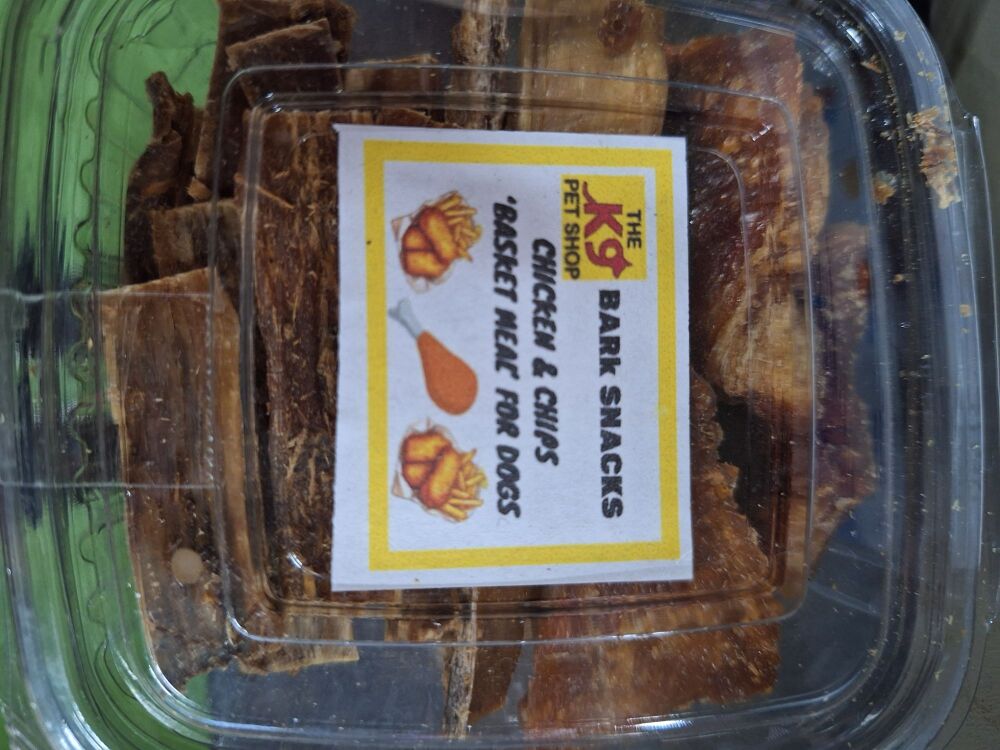 THE
K9
PET SHOP
BARK SNACKS
CHICKEN & CHIPS
'BASKET MEAL' FOR DOGS